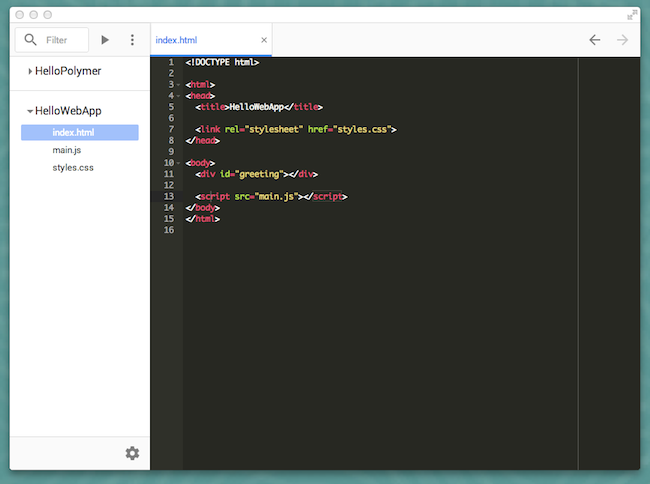 Filter
index.html
HelloPolymer
HelloWebApp
index.html
main.js
styles.css
1 <!DOCTYPE html>
2
3 <html>
4 <head>
5 <title>HelloWebApp</title>
6
7 <link rel="stylesheet" href="styles.css">
8 </head>
9
10 <body>
11 <div id="greeting"></div>
12
13 <script src="main.js"></script>
14 </body>
15 </html>
16